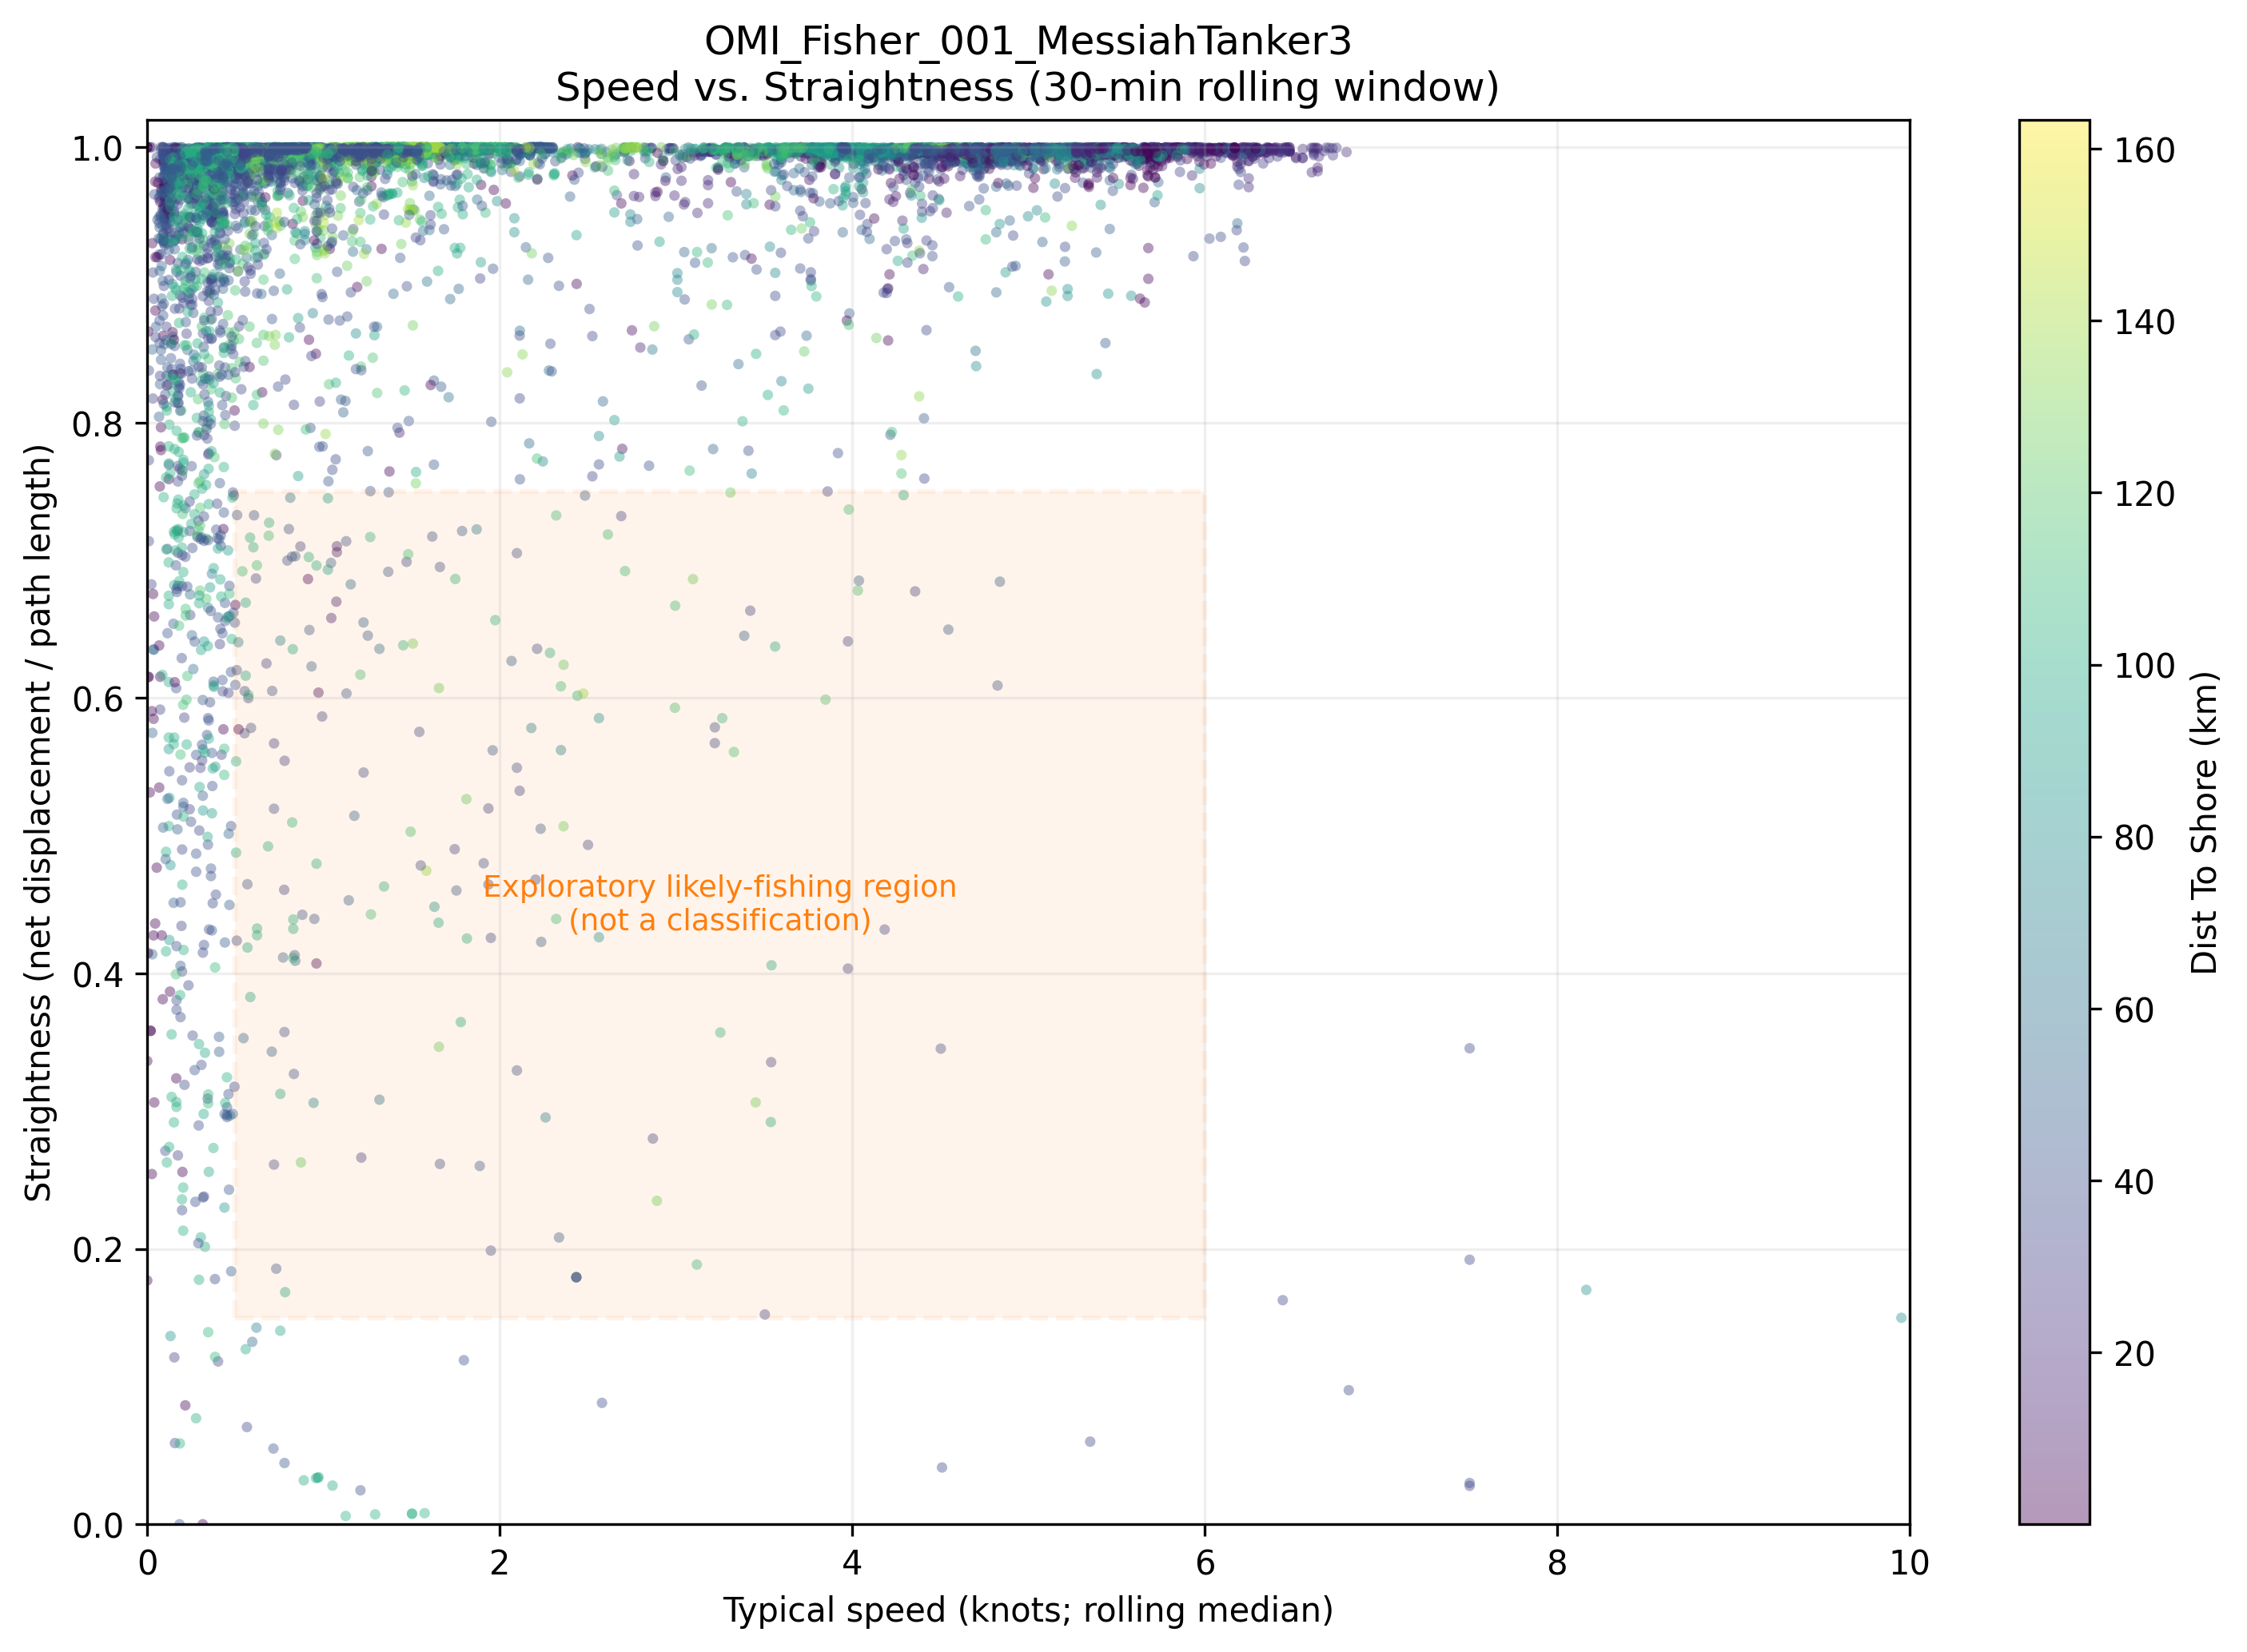 OMI_Fisher_001_MessiahTanker3
Speed vs. Straightness (30-min rolling window)
Straightness (net displacement / path length)
1.0
0.8
0.6
0.4
0.2
0.0
Exploratory likely-fishing region
(not a classification)
0
2
4
6
8
10
Typical speed (knots; rolling median)
160
140
120
100
80
60
40
20
Dist To Shore (km)